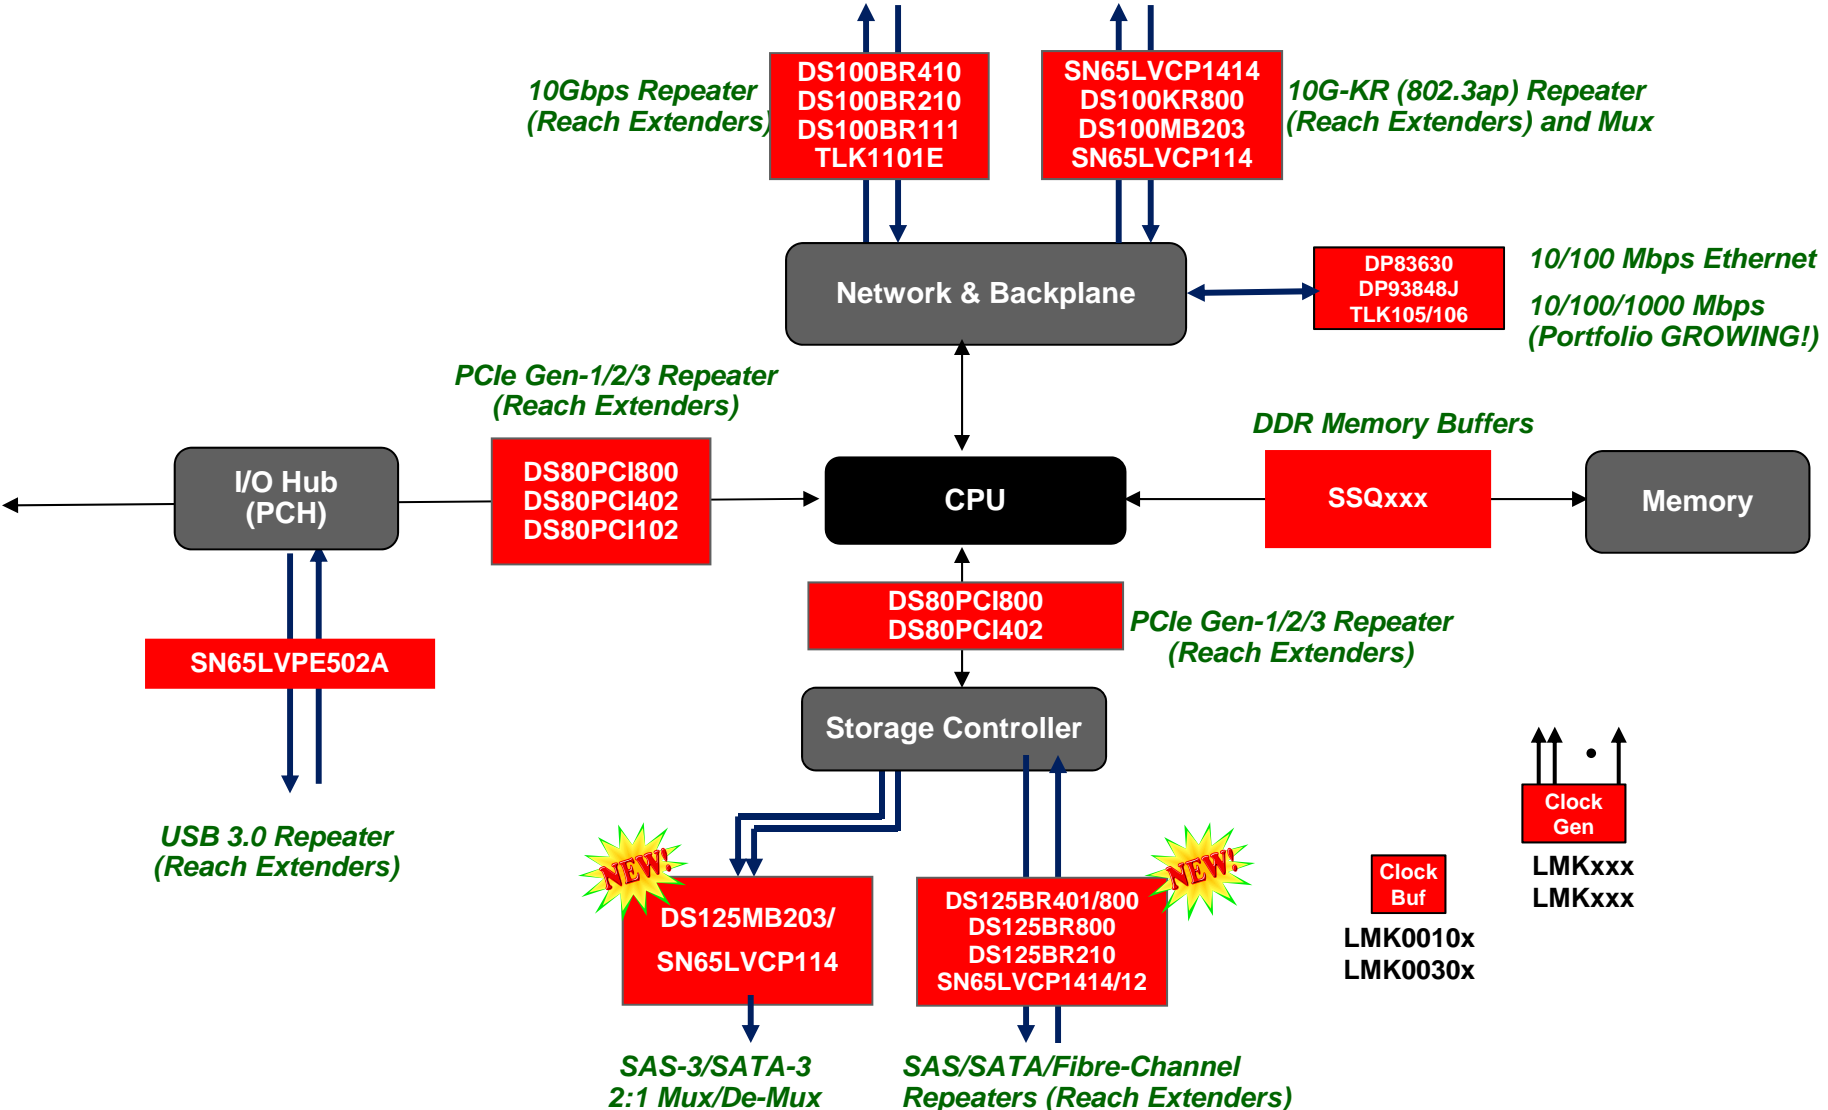 10Gbps Repeater
(Reach Extenders)
DS100BR410
DS100BR210
DS100BR111
TLK1101E
SN65LVCP1414
DS100KR800
DS100MB203
SN65LVCP114
10G-KR (802.3ap) Repeater
(Reach Extenders) and Mux
Network & Backplane
DP83630
DP93848J
TLK105/106
10/100 Mbps Ethernet
10/100/1000 Mbps
(Portfolio GROWING!)
PCIe Gen-1/2/3 Repeater
(Reach Extenders)
DDR Memory Buffers
I/O Hub
(PCH)
DS80PCI800
DS80PCI402
DS80PCI102
CPU
SSQxxx
Memory
DS80PCI800
DS80PCI402
PCIe Gen-1/2/3 Repeater
(Reach Extenders)
SN65LVPE502A
Storage Controller
USB 3.0 Repeater
(Reach Extenders)
NEW!
DS125MB203/
SN65LVCP114
NEW!
DS125BR401/800
DS125BR800
DS125BR210
SN65LVCP1414/12
Clock
Gen
LMKxxx
LMKxxx
Clock
Buf
LMK0010x
LMK0030x
SAS-3/SATA-3
2:1 Mux/De-Mux
SAS/SATA/Fibre-Channel
Repeaters (Reach Extenders)